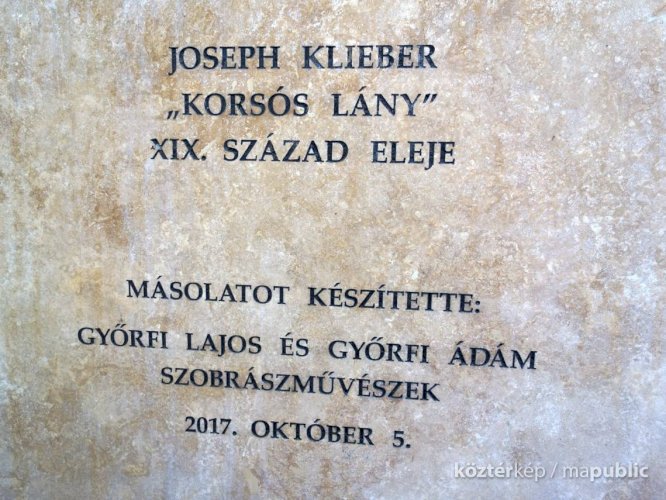 JOSEPH KLIEBER
„KORSÓS LÁNY”
XIX. SZÁZAD ELEJE
MÁSOLATOT KÉSZÍTETTE:
GYŐRFI LAJOS ÉS GYŐRFI ÁDÁM
SZOBRÁSZMŰVÉSZEK
2017. OKTÓBER 5.
köztérkép / mapublic